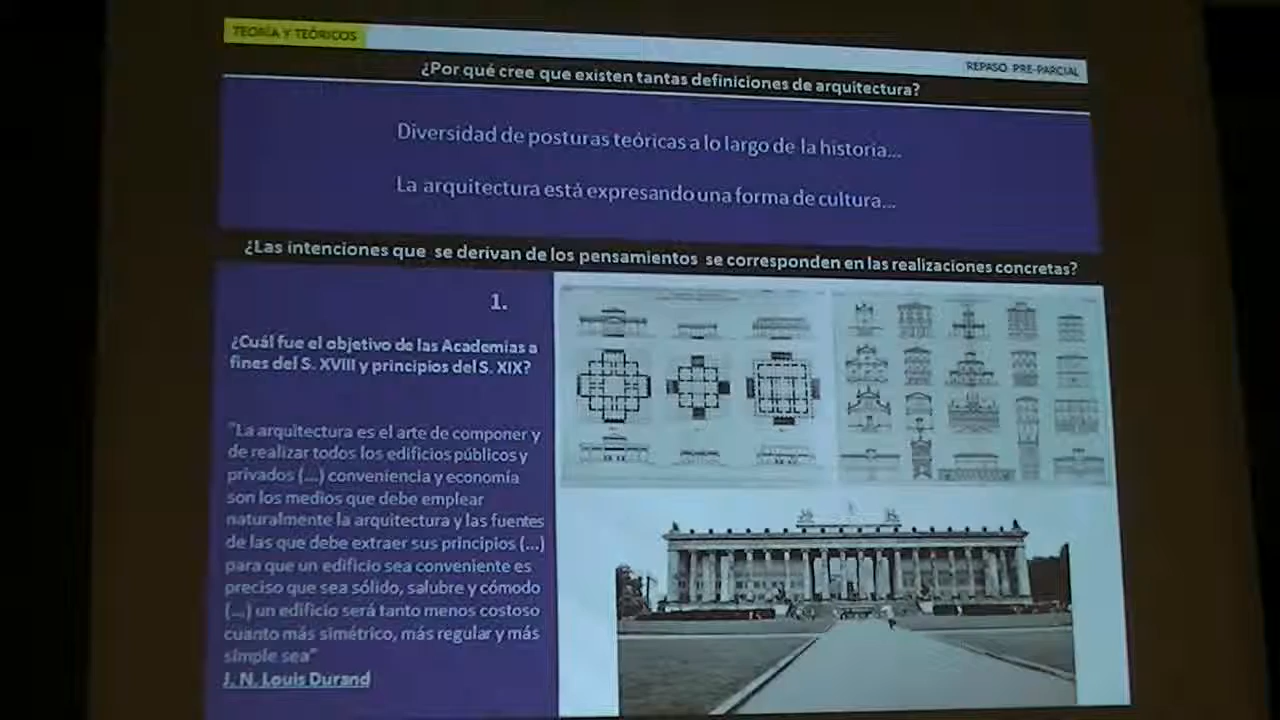 TEORÍA Y TEÓRICOS
REPASO PRE-PARCIAL
¿Por qué cree que existen tantas definiciones de arquitectura?
Diversidad de posturas teóricas a lo largo de la historia...
La arquitectura está expresando una forma de cultura...
¿Las intenciones que se derivan de los pensamientos se corresponden en las realizaciones concretas?
1.
¿Cuál fue el objetivo de las Academias a
fines del S. XVIII y principios del S. XIX?
"La arquitectura es el arte de componer y
de realizar todos los edificios públicos y
privados (...) conveniencia y economía
son los medios que debe emplear
naturalmente la arquitectura y las fuentes
de las que debe extraer sus principios (...)
para que un edificio sea conveniente es
preciso que sea sólido, salubre y cómodo
(...) un edificio será tanto menos costoso
cuanto más simétrico, más regular y más
simple sea"
J. N. Louis Durand